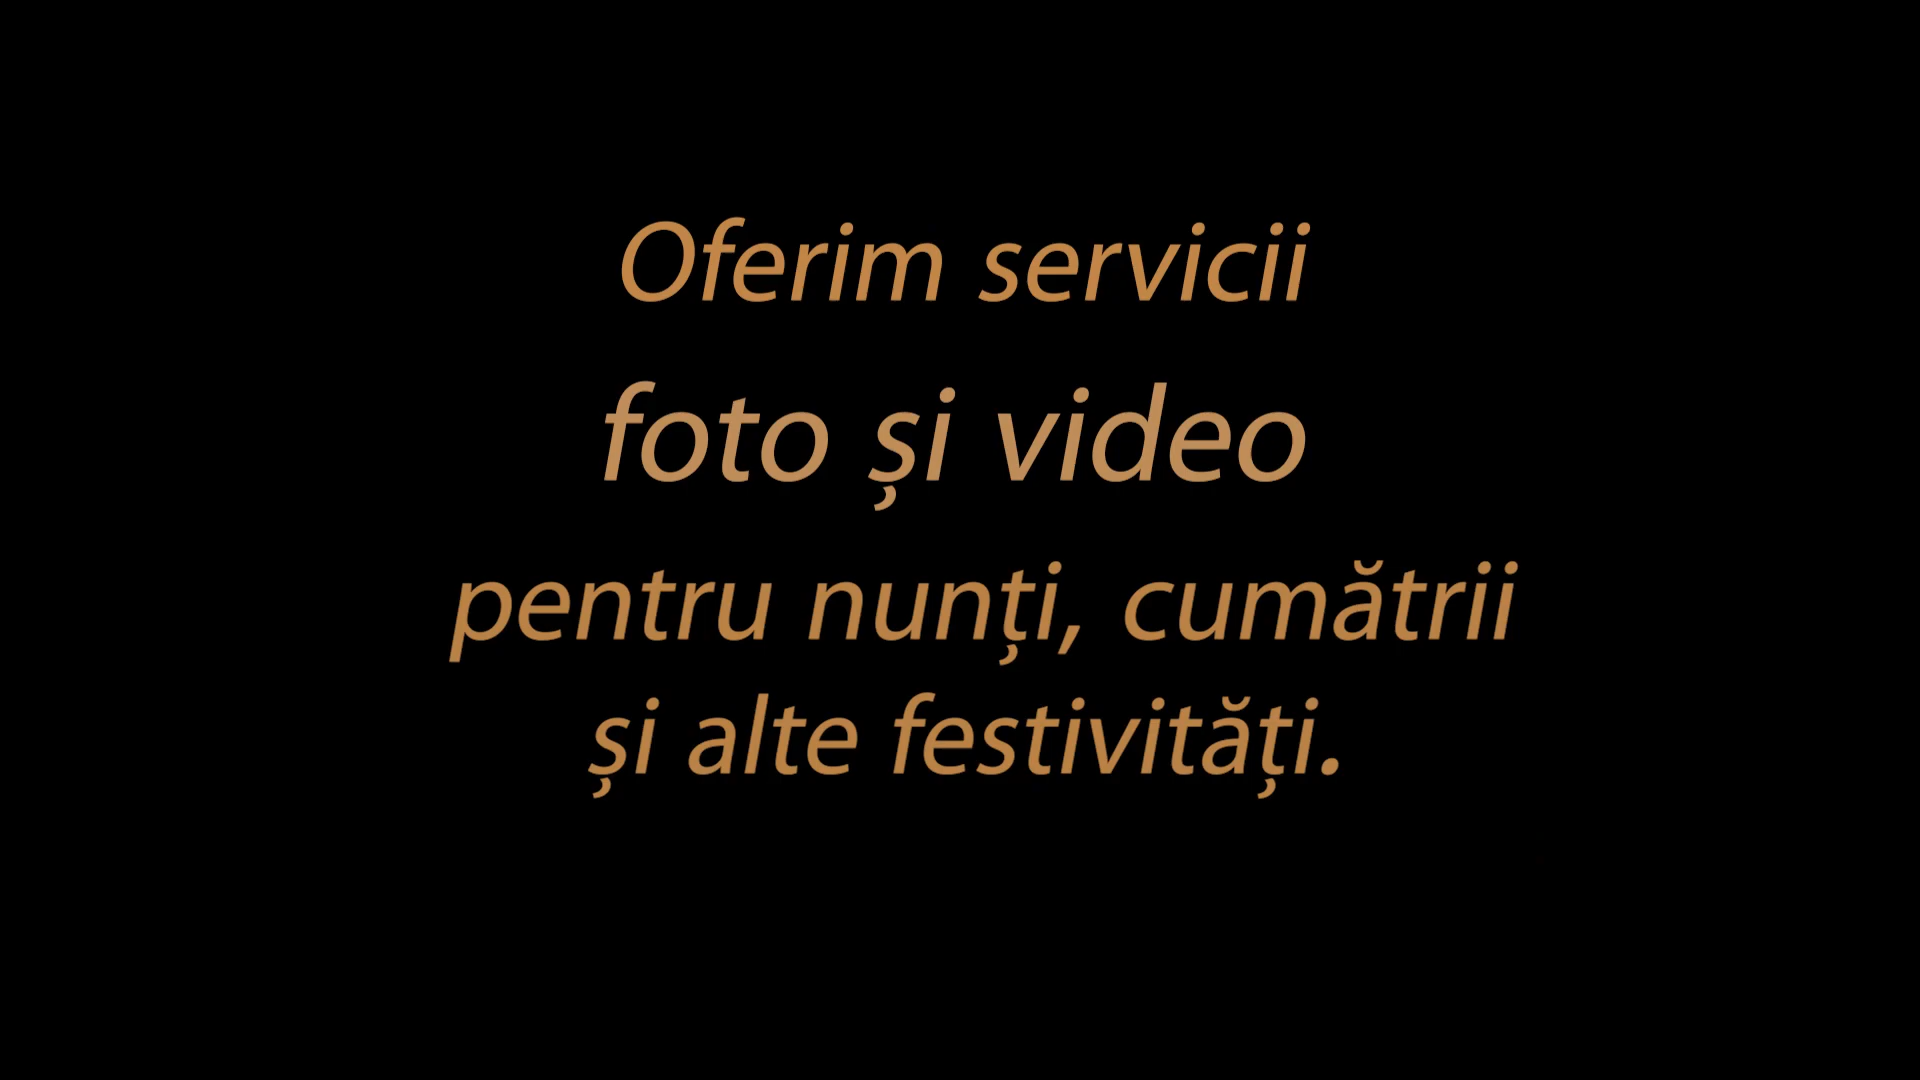 Oferim servicii
foto și video
pentru nunți, cumătrii
și alte festivități.